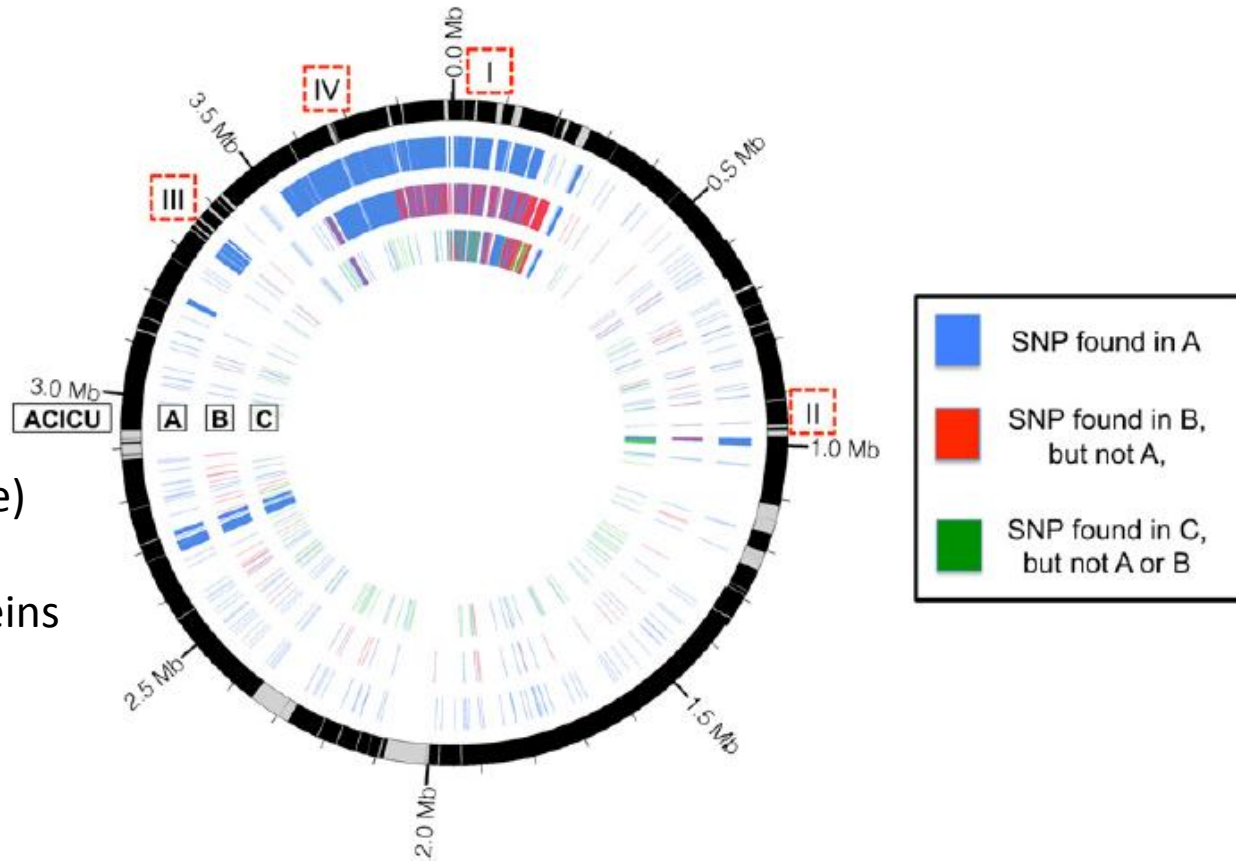 0.0 Mb
I
IV
3.5 Mb
III
0.5 Mb
3.0 Mb
ACICU
A
B
C
II
1.0 Mb
e)
eins
2.5 Mb
1.5 Mb
2.0 Mb
SNP found in A
SNP found in B,
but not A,
SNP found in C,
but not A or B